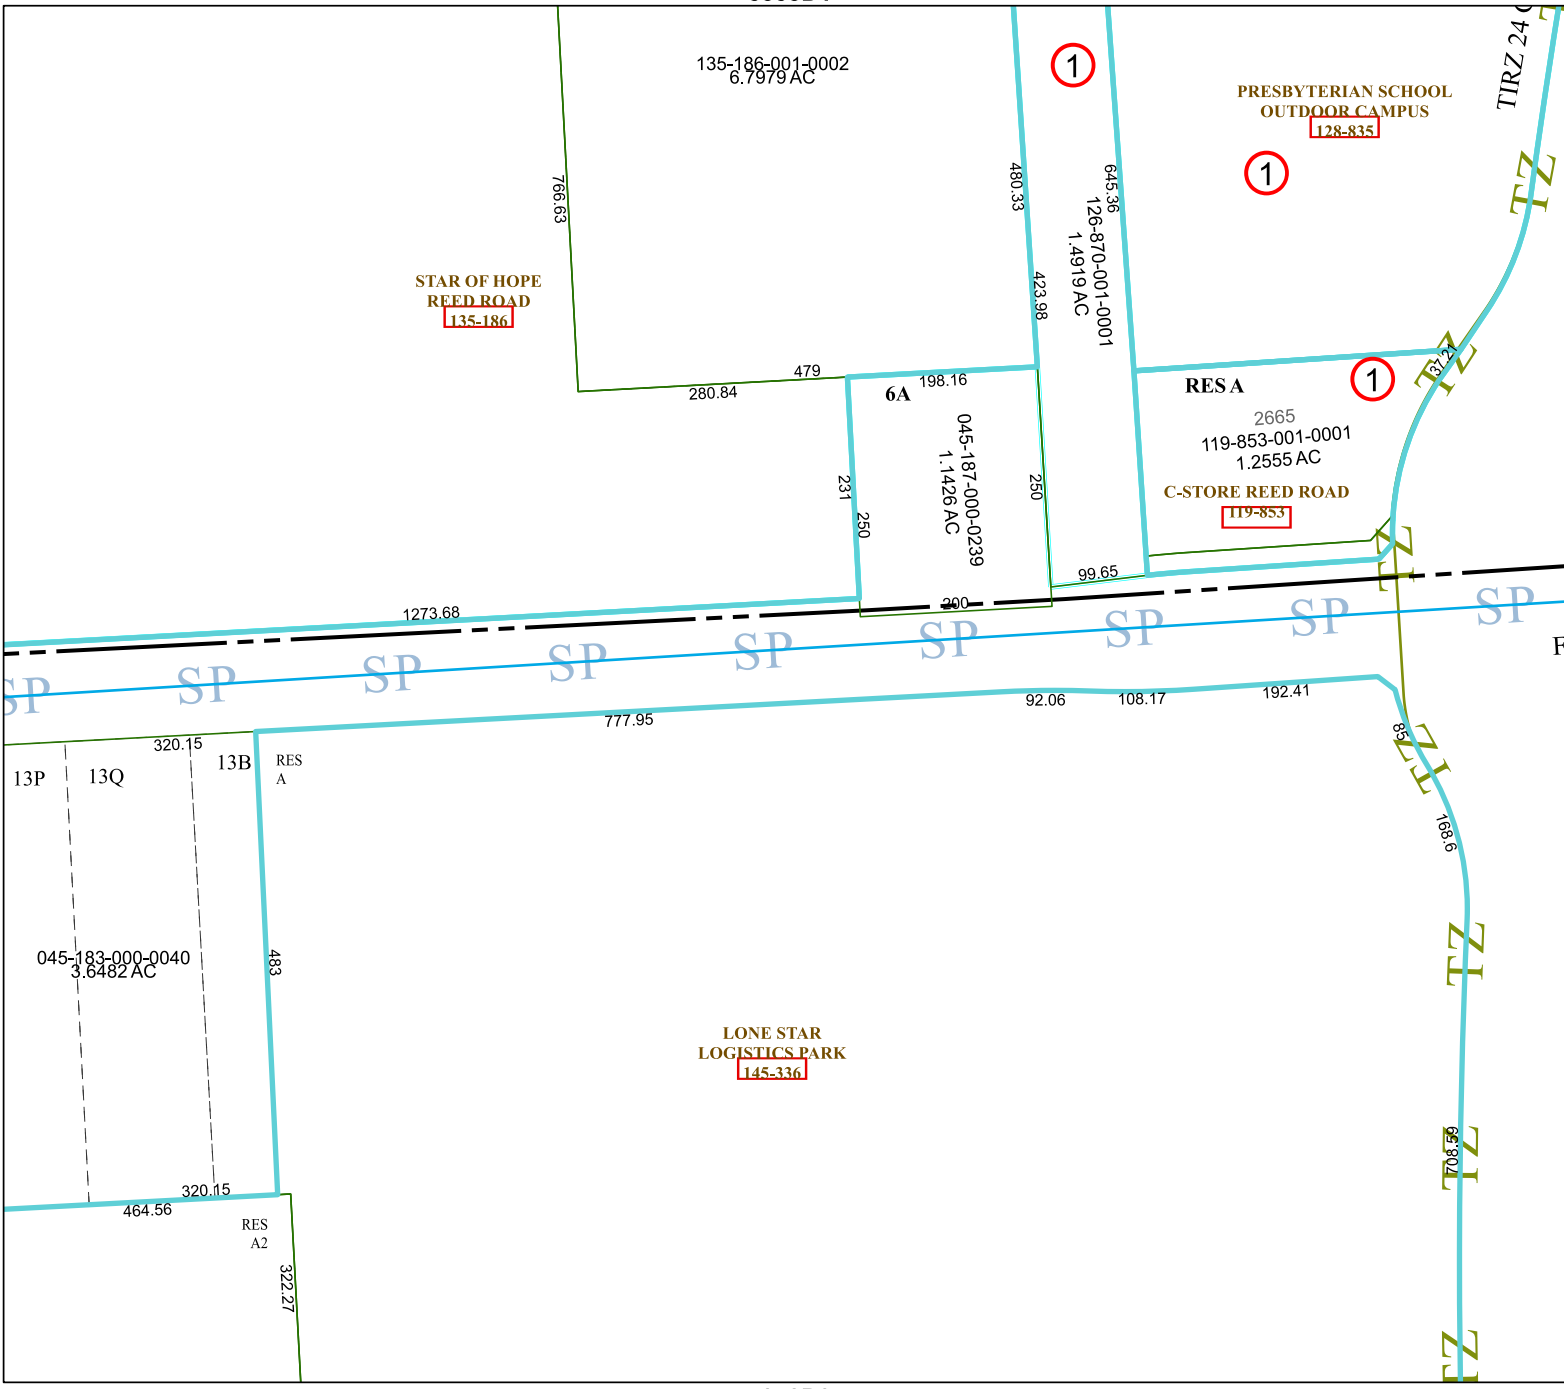 135-186-001-0002
6.7979 AC
1
PRESBYTERIAN SCHOOL
OUTDOOR CAMPUS
128-835
1
TIRZ 24
TZ
766.63
480.33
645.36
126-870-001-0001
1.4919 AC
423.98
STAR OF HOPE
REED ROAD
135-186
479
280.84
198.16
6A
045-187-000-0239
1.1426 AC
231
250
250
RES A
1
37.21
TZ
2665
119-853-001-0001
1.2555 AC
C-STORE REED ROAD
119-853
TZ
99.65
200
1273.68
SP SP SP SP SP SP SP SP SP
F
777.95
92.06
108.17
192.41
85
TZ
168.6
320.15
13P
13Q
13B
RES
A
483
045-183-000-0040
3.6482 AC
LONE STAR
LOGISTICS PARK
145-336
TZ
708.59
TZ
320.15
464.56
RES
A2
322.27
TZ